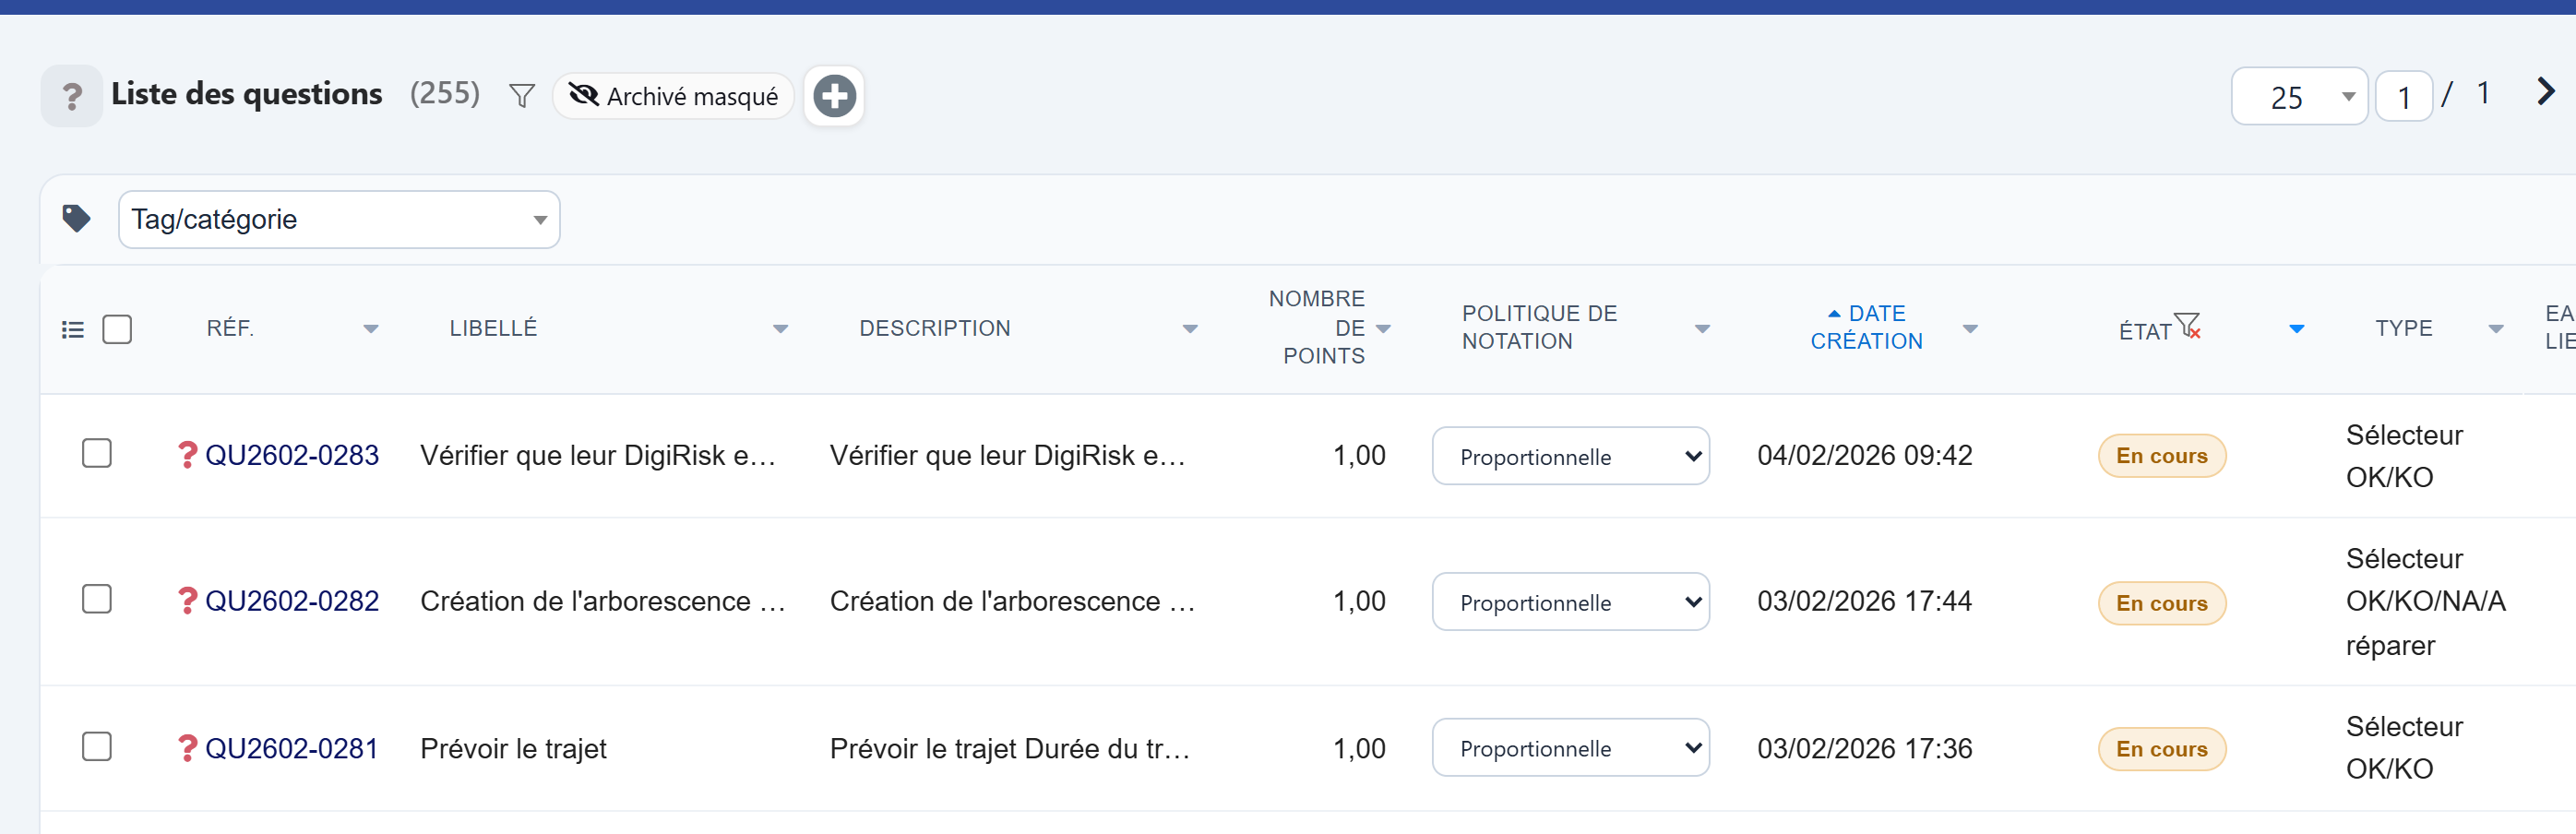 ? Liste des questions (255) Archivé masqué 25 1 / 1
Tag/catégorie
RÉF. LIBELLÉ DESCRIPTION NOMBRE DE POINTS POLITIQUE DE NOTATION DATE CRÉATION ÉTAT TYPE EA LIE
? QU2602-0283 Vérifier que leur DigiRisk e… Vérifier que leur DigiRisk e… 1,00 Proportionnelle 04/02/2026 09:42 En cours Sélecteur OK/KO
? QU2602-0282 Création de l'arborescence … Création de l'arborescence … 1,00 Proportionnelle 03/02/2026 17:44 En cours Sélecteur OK/KO/NA/A réparer
? QU2602-0281 Prévoir le trajet Prévoir le trajet Durée du tr… 1,00 Proportionnelle 03/02/2026 17:36 En cours Sélecteur OK/KO